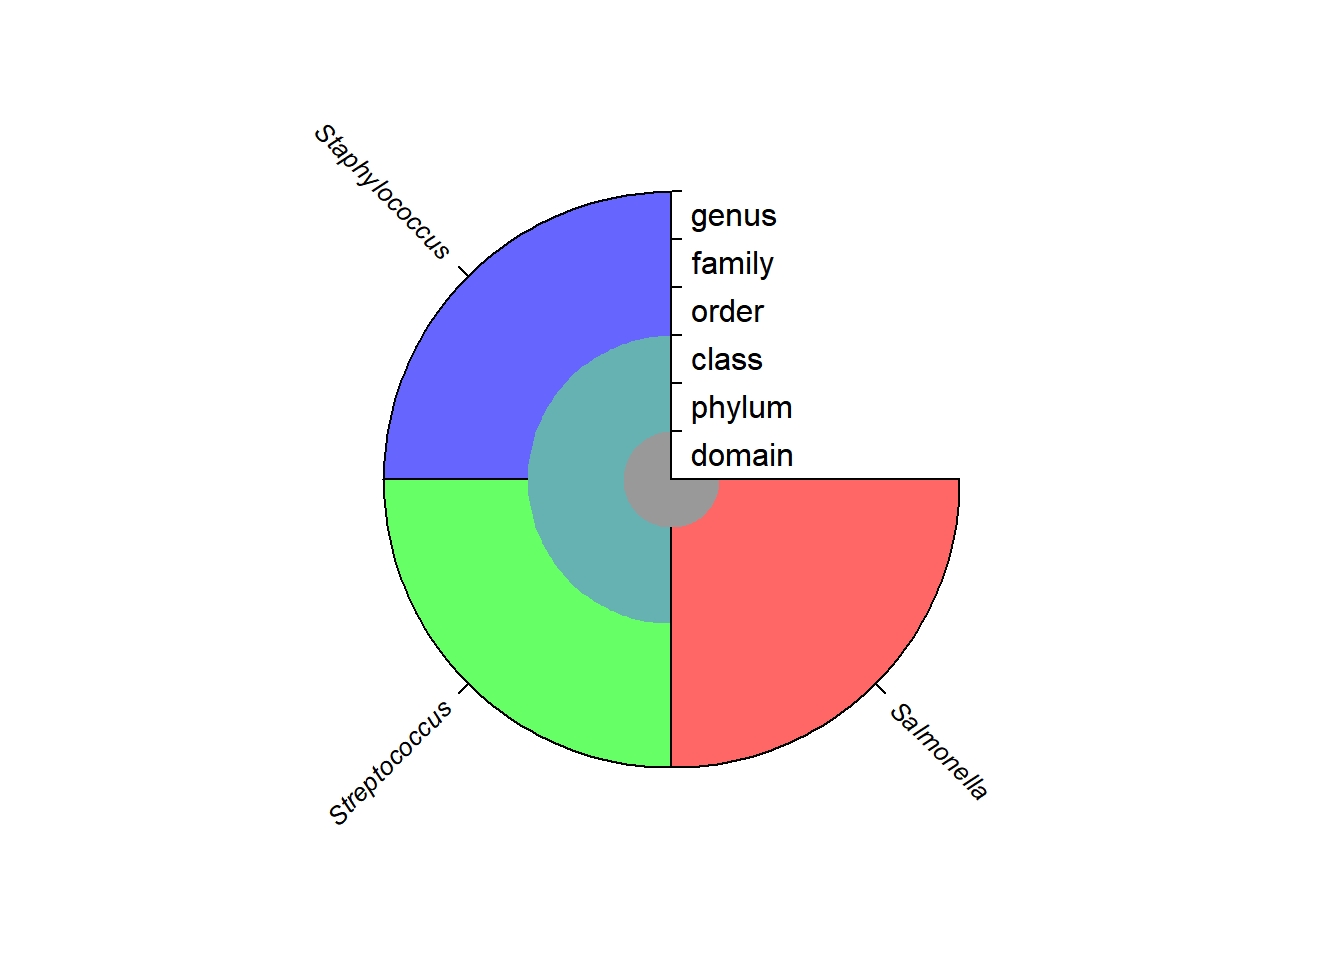 Staphylococcus
genus
family
order
class
phylum
domain
Streptococcus
Salmonella